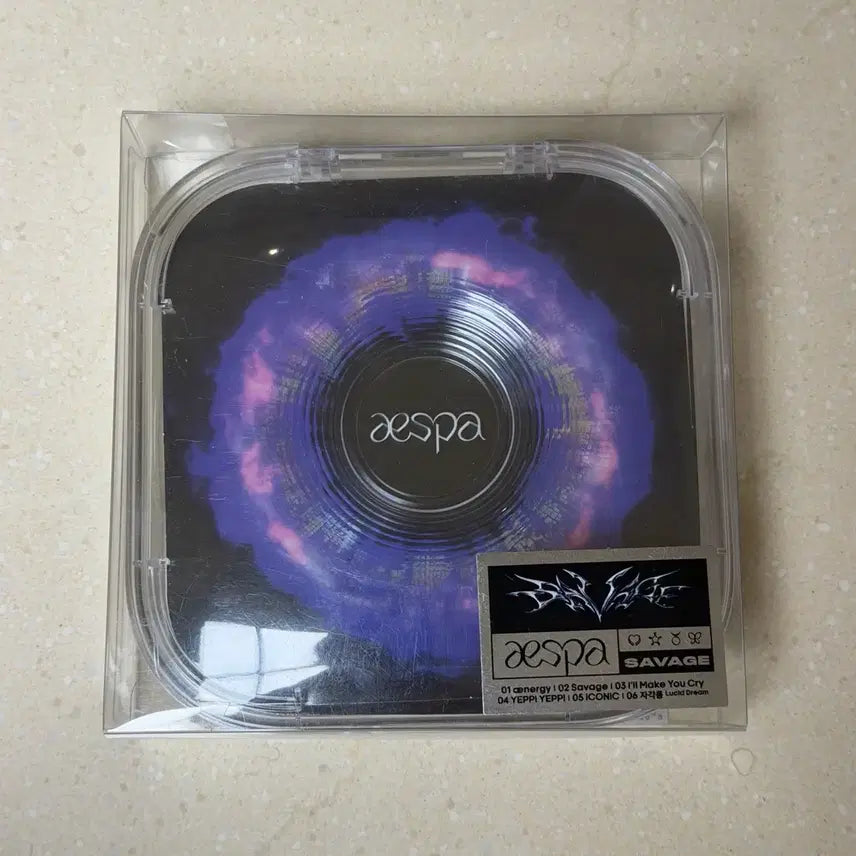 æspa
SAVAGE
æspa
SAVAGE
01 ænergy | 02 Savage | 03 I'll Make You Cry
04 YEPPI YEPPI | 05 ICONIC | 06 자각몽 Lucid Dream